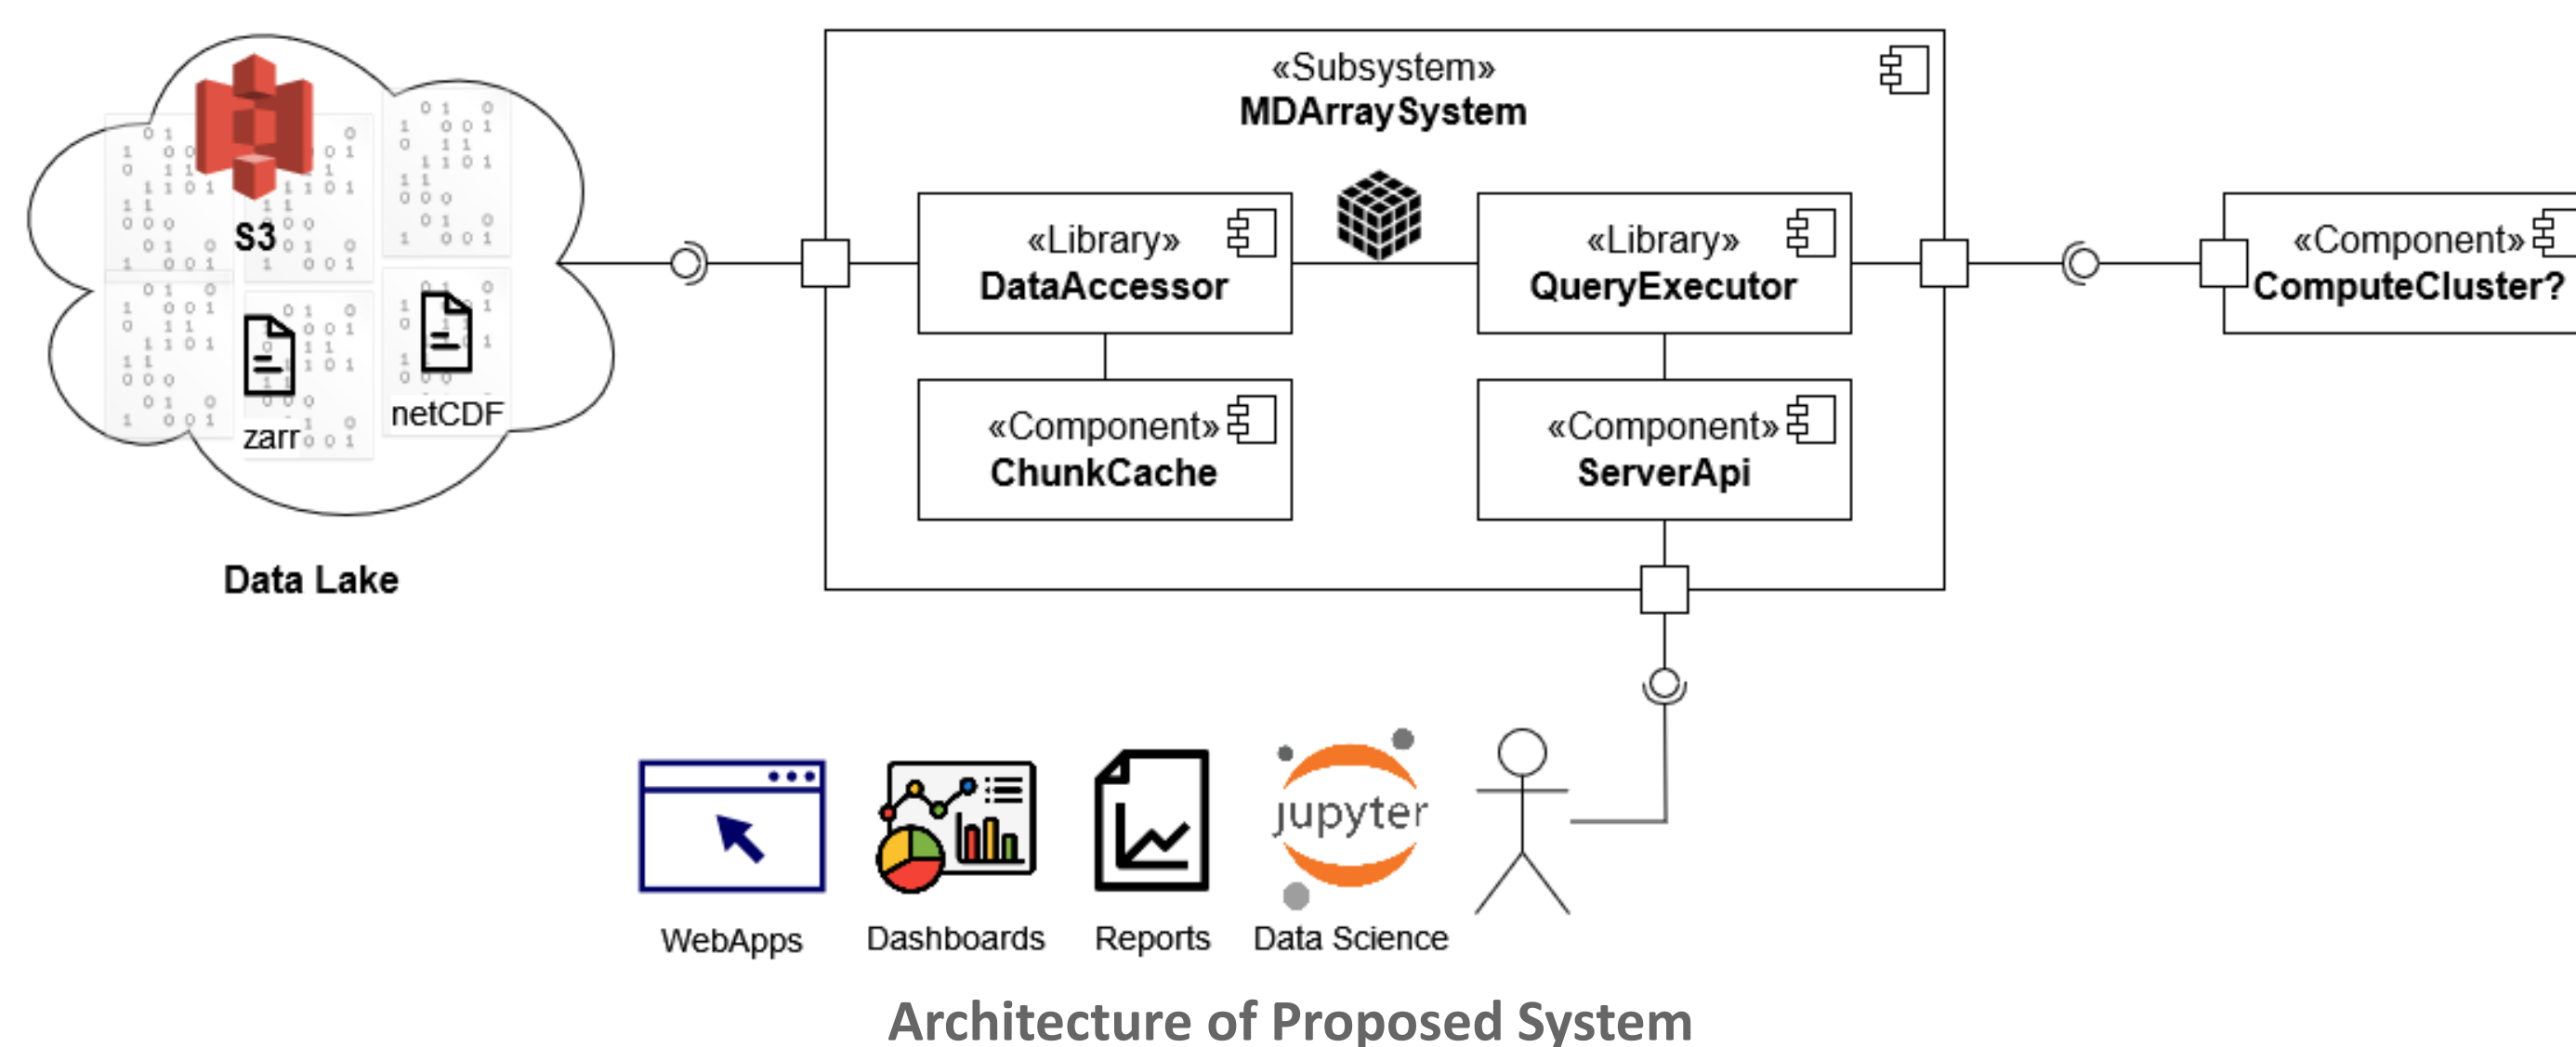 «Subsystem»
MDArraySystem
S3
«Library»
DataAccessor
«Library»
QueryExecutor
«Component»
ComputeCluster?
zarr
netCDF
«Component»
ChunkCache
«Component»
ServerApi
Data Lake
jupyter
WebApps
Dashboards
Reports
Data Science
Architecture of Proposed System